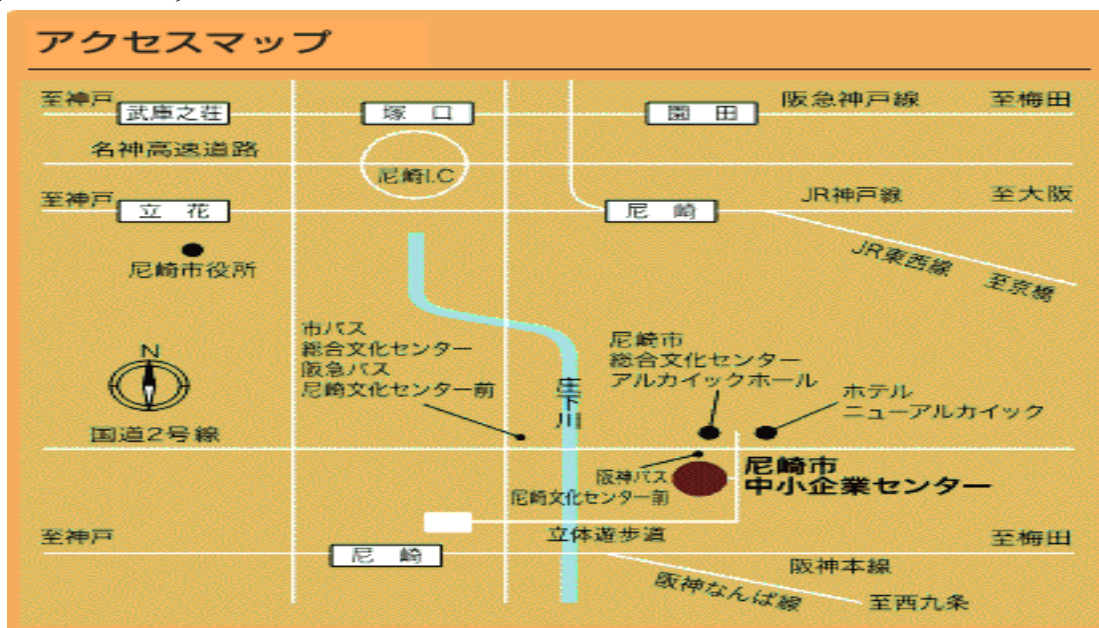 アクセスマップ
至神戸
武庫之荘
塚口
園田
阪急神戸線
至梅田
名神高速道路
尼崎I.C
至神戸
立花
尼崎
JR神戸線
至大阪
尼崎市役所
JR東西線
至京橋
N
市バス
総合文化センター
阪急バス
尼崎文化センター前
庄下川
尼崎市
総合文化センター
アルカイックホール
ホテル
ニューアルカイック
国道2号線
阪神バス
尼崎文化センター前
尼崎市
中小企業センター
立体遊歩道
至神戸
尼崎
至梅田
阪神本線
阪神なんば線
至西九条